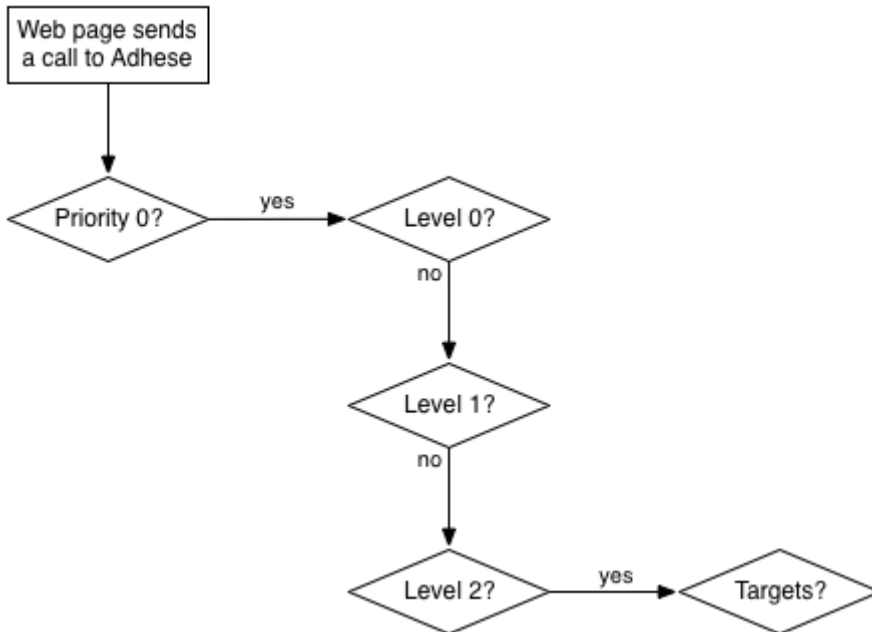 Web page sends
a call to Adhese
Priority 0?
yes
Level 0?
no
Level 1?
no
Level 2?
yes
Targets?